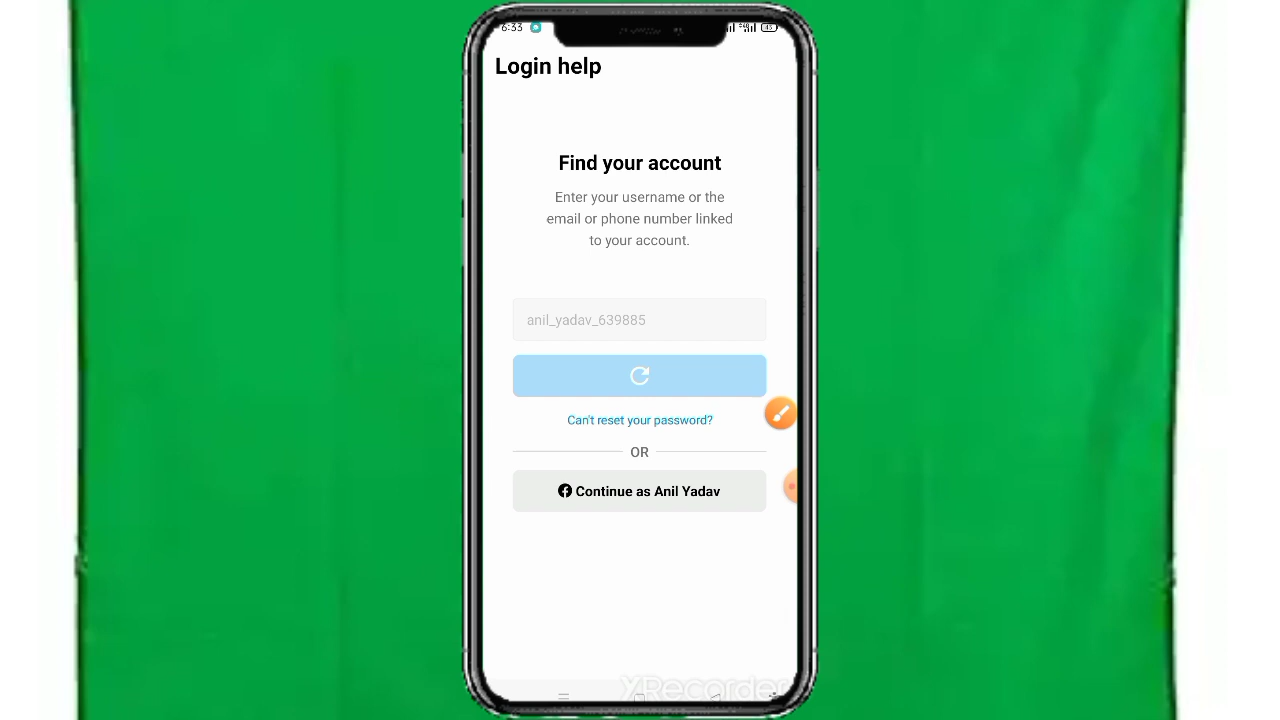 6:33
Login help
Find your account
Enter your username or the
email or phone number linked
to your account.
anil_yadav_639885
Can't reset your password?
OR
Continue as Anil Yadav
XRecorder